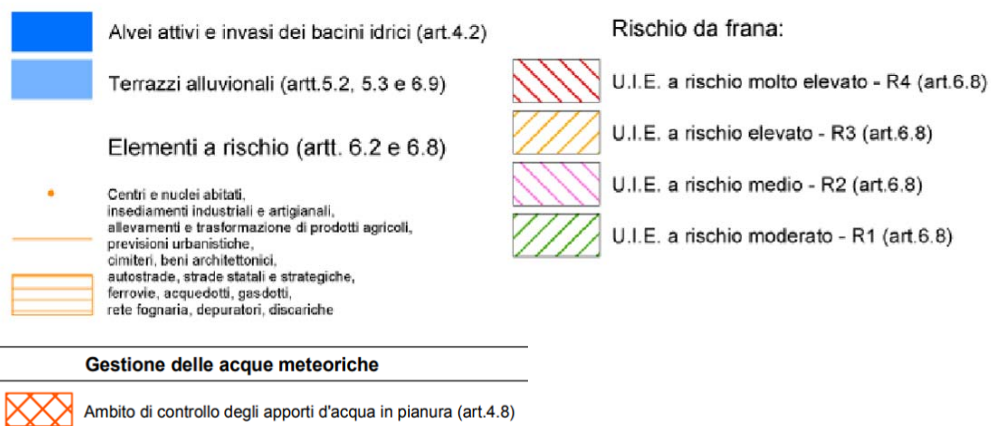 Alvei attivi e invasi dei bacini idrici (art.4.2)
Terrazzi alluvionali (artt.5.2, 5.3 e 6.9)
Elementi a rischio (artt. 6.2 e 6.8)
Centri e nuclei abitati,
insediamenti industriali e artigianali,
allevamenti e trasformazione di prodotti agricoli,
previsioni urbanistiche,
cimiteri, beni architettonici,
autostrade, strade statali e strategiche,
ferrovie, acquedotti, gasdotti,
rete fognaria, depuratori, discariche
Rischio da frana:
U.I.E. a rischio molto elevato - R4 (art.6.8)
U.I.E. a rischio elevato - R3 (art.6.8)
U.I.E. a rischio medio - R2 (art.6.8)
U.I.E. a rischio moderato - R1 (art.6.8)
Gestione delle acque meteoriche
Ambito di controllo degli apporti d'acqua in pianura (art.4.8)